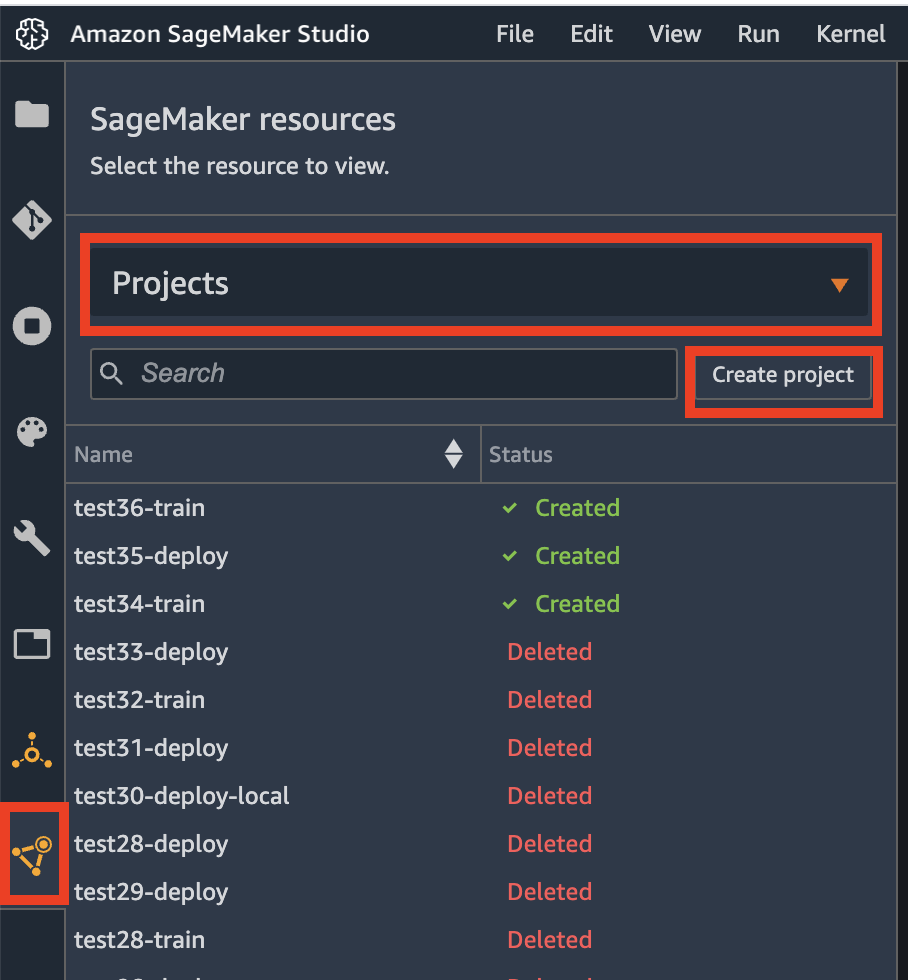 Amazon SageMaker Studio File Edit View Run Kernel
SageMaker resources
Select the resource to view.
Projects
Search Create project
Name Status
test36-train Created
test35-deploy Created
test34-train Created
test33-deploy Deleted
test32-train Deleted
test31-deploy Deleted
test30-deploy-local Deleted
test28-deploy Deleted
test29-deploy Deleted
test28-train Deleted